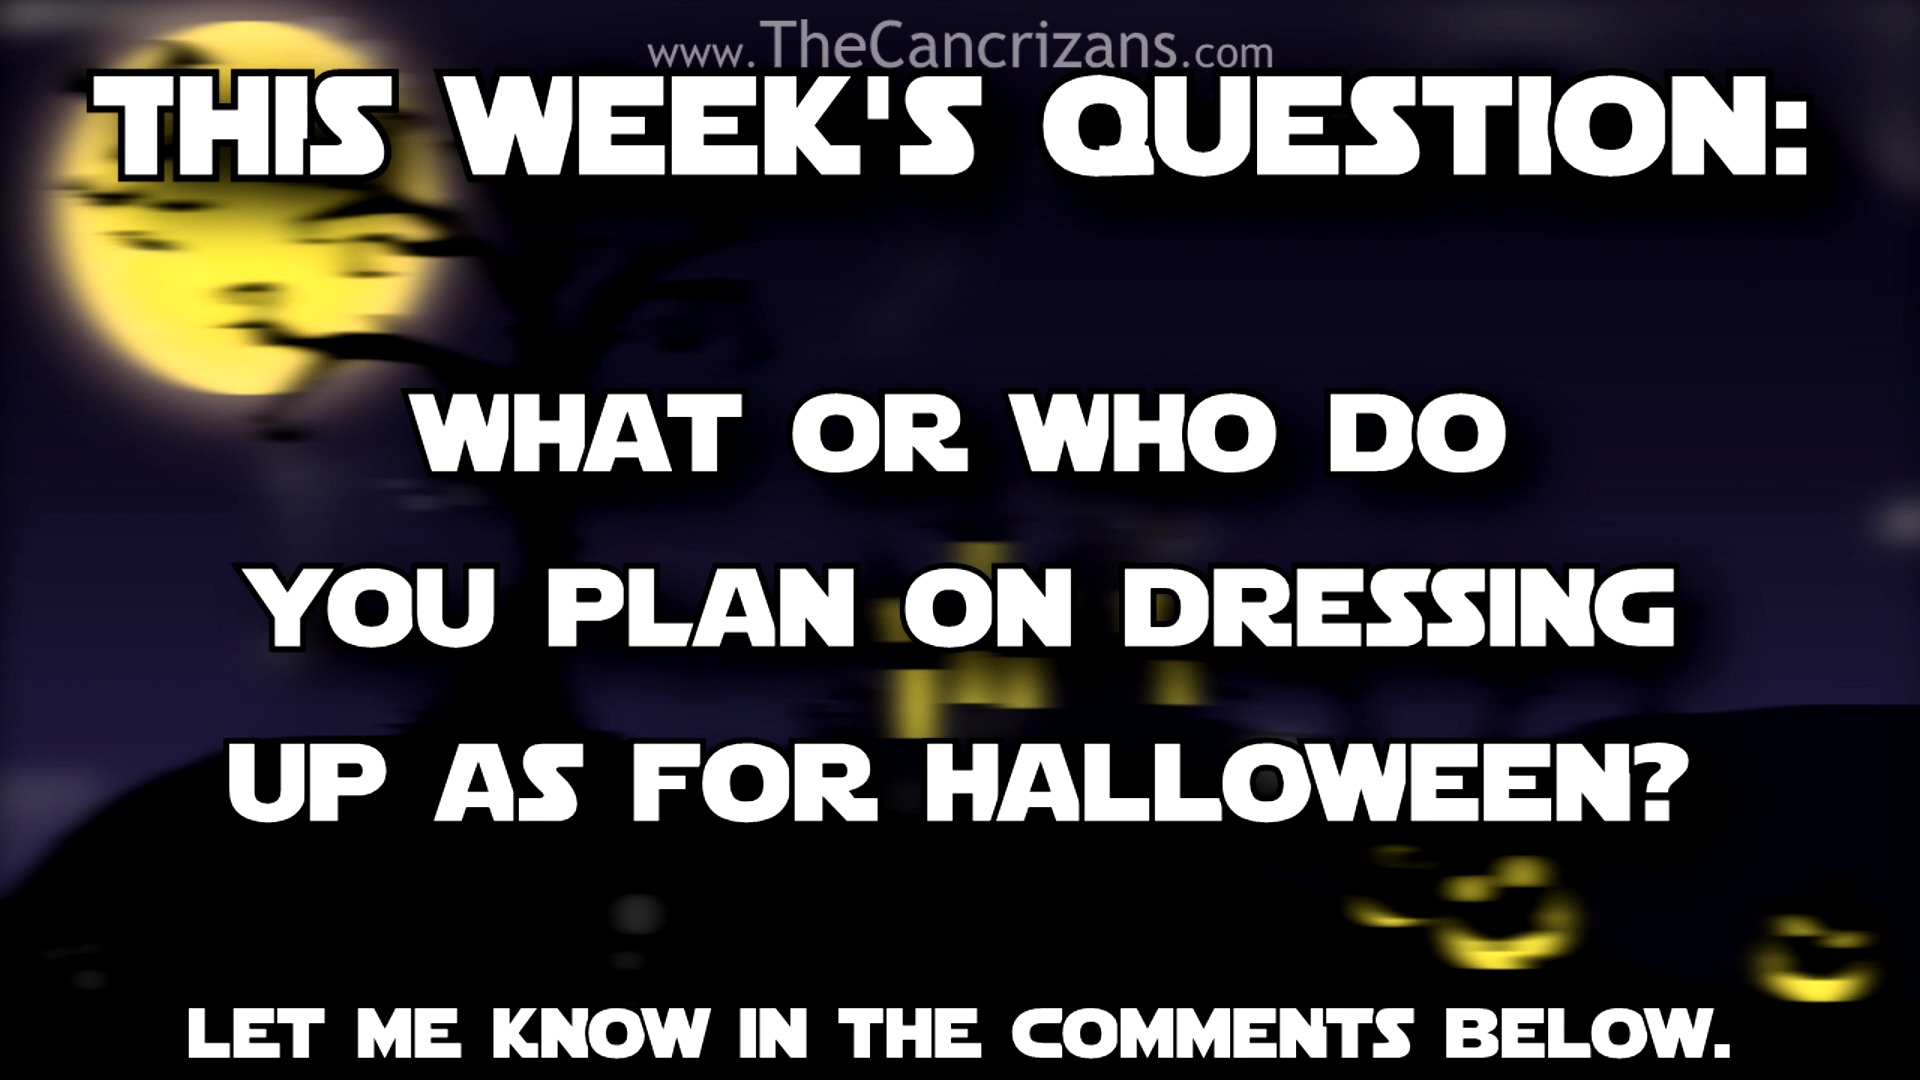 www.TheCancrizans.com
THIS WEEK'S QUESTION:
WHAT OR WHO DO
YOU PLAN ON DRESSING
UP AS FOR HALLOWEEN?
LET ME KNOW IN THE COMMENTS BELOW.